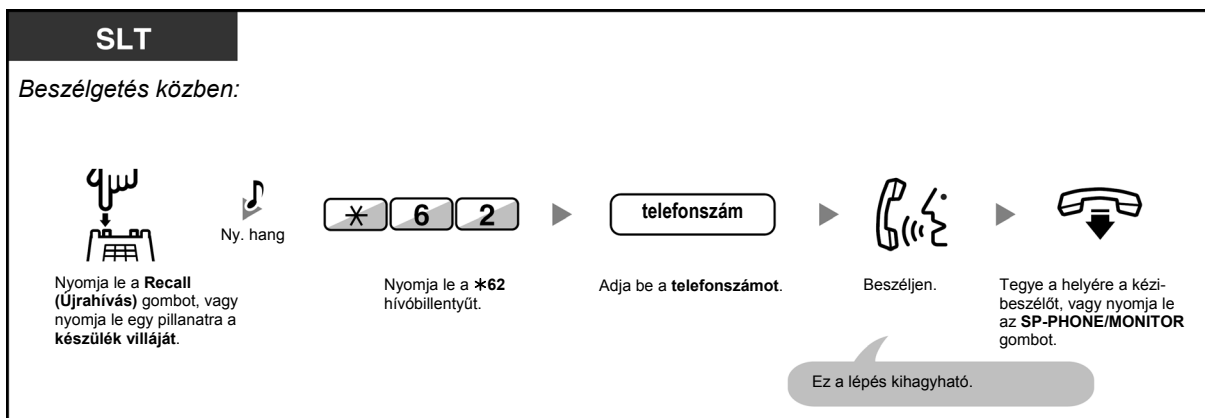 SLT
Beszélgetés közben:
Ny. hang
* 6 2
telefonszám
Nyomja le a Recall
(Újrahívás) gombot, vagy
nyomja le egy pillanatra a
készülék villáját.
Nyomja le a *62
hívóbillentyűt.
Adja be a telefonszámot.
Beszéljen.
Tegye a helyére a kézi-
beszélőt, vagy nyomja le
az SP-PHONE/MONITOR
gombot.
Ez a lépés kihagyható.